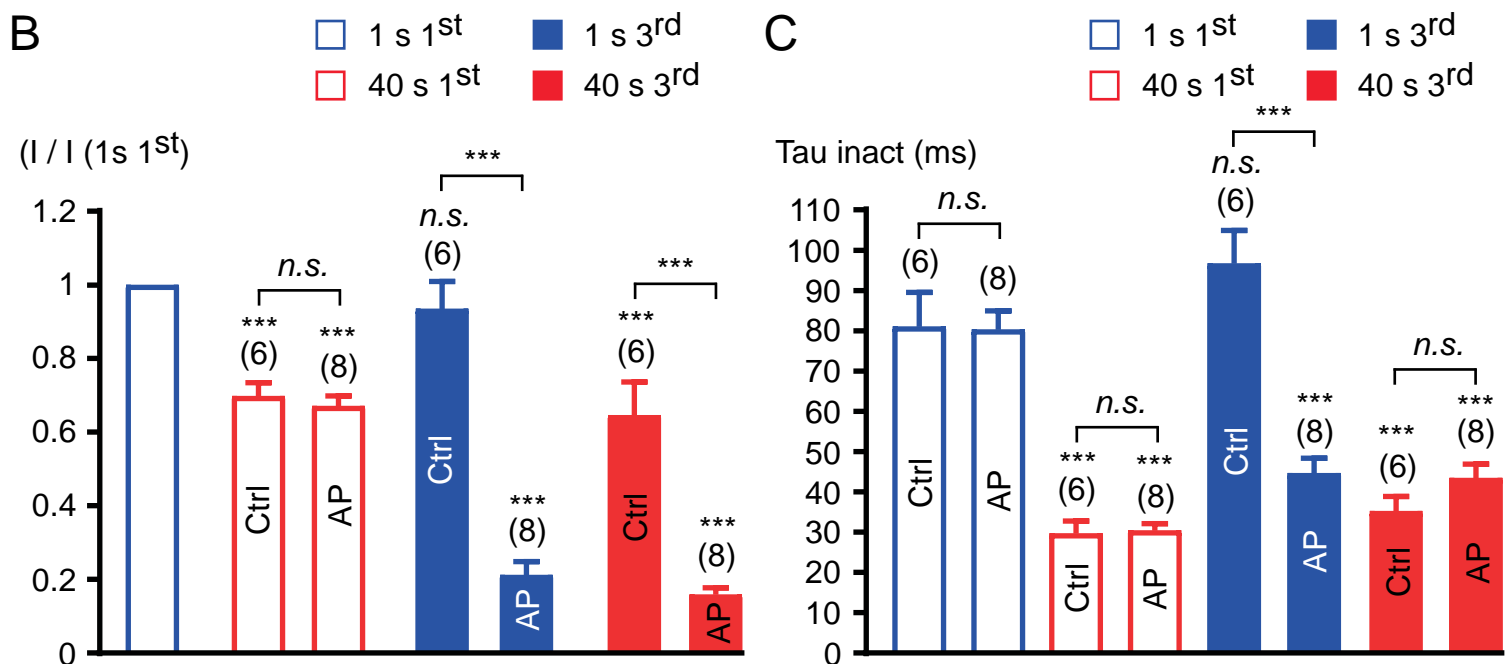 B
1 s 1st
1 s 3rd
40 s 1st
40 s 3rd
(I / I (1s 1st)
1.2
1
0.8
0.6
0.4
0.2
0
n.s.
***
(6)
Ctrl
***
(8)
AP
***
n.s.
(6)
Ctrl
***
(8)
AP
***
***
(6)
Ctrl
***
(8)
AP
C
1 s 1st
1 s 3rd
40 s 1st
40 s 3rd
Tau inact (ms)
110
100
90
80
70
60
50
40
30
20
10
0
n.s.
(6)
Ctrl
(8)
AP
n.s.
***
(6)
Ctrl
***
(8)
AP
***
n.s.
(6)
Ctrl
***
(8)
AP
n.s.
***
(6)
Ctrl
***
(8)
AP